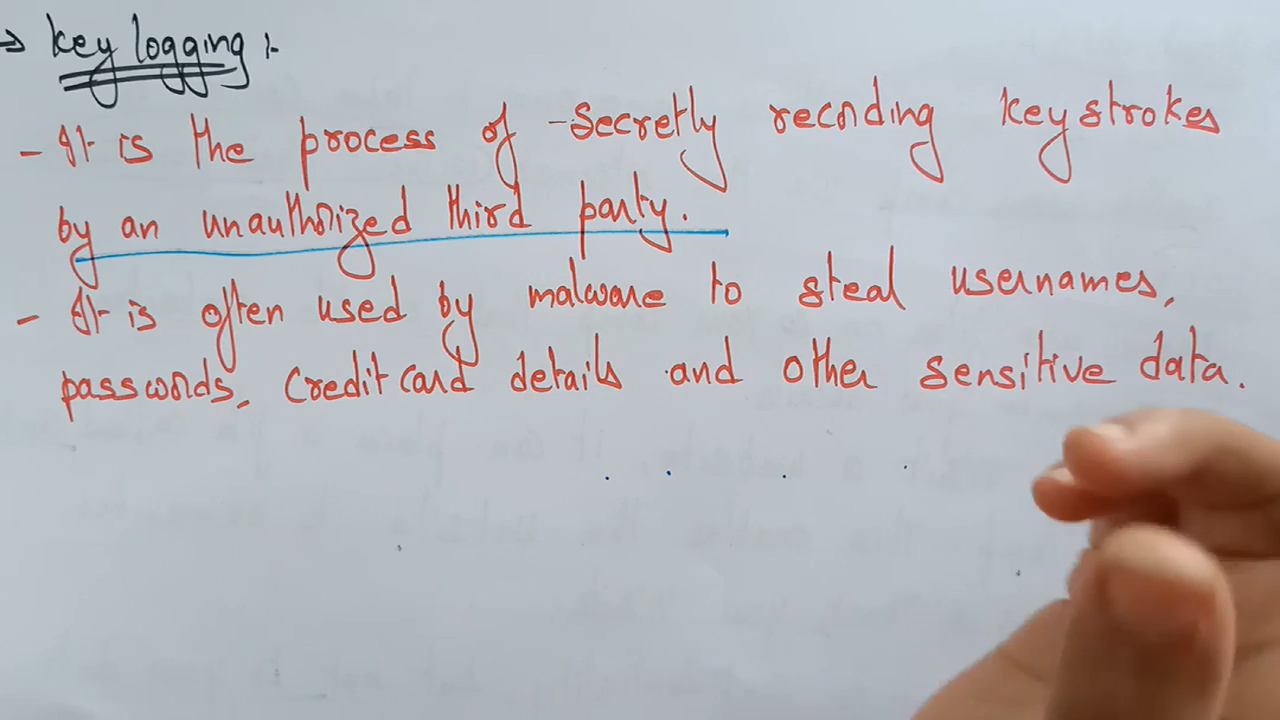 → Key logging :-
- It is the process of -Secretly recording keystrokes
by an unauthorized third party.
- It is often used by malware to steal usernames,
passwords, Credit Card details and other sensitive data.